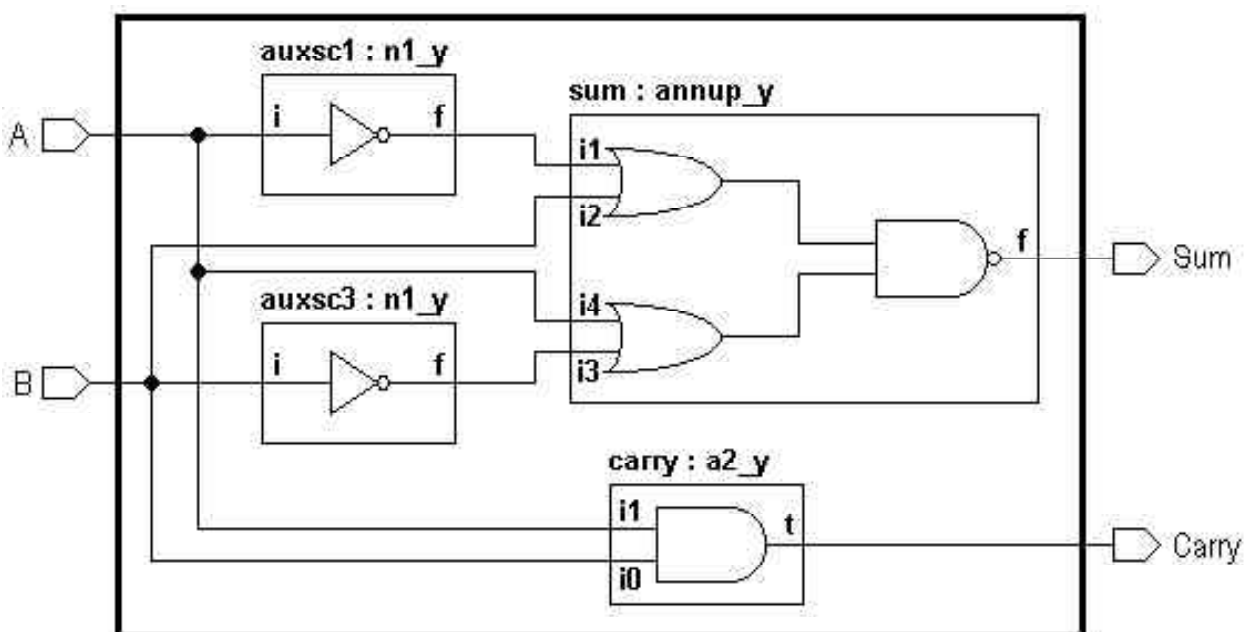 auxsc1 : n1_y
sum : annup_y
A
i
f
i1
i2
f
Sum
auxsc3 : n1_y
i4
i3
B
i
f
carry : a2_y
i1
t
i0
Carry